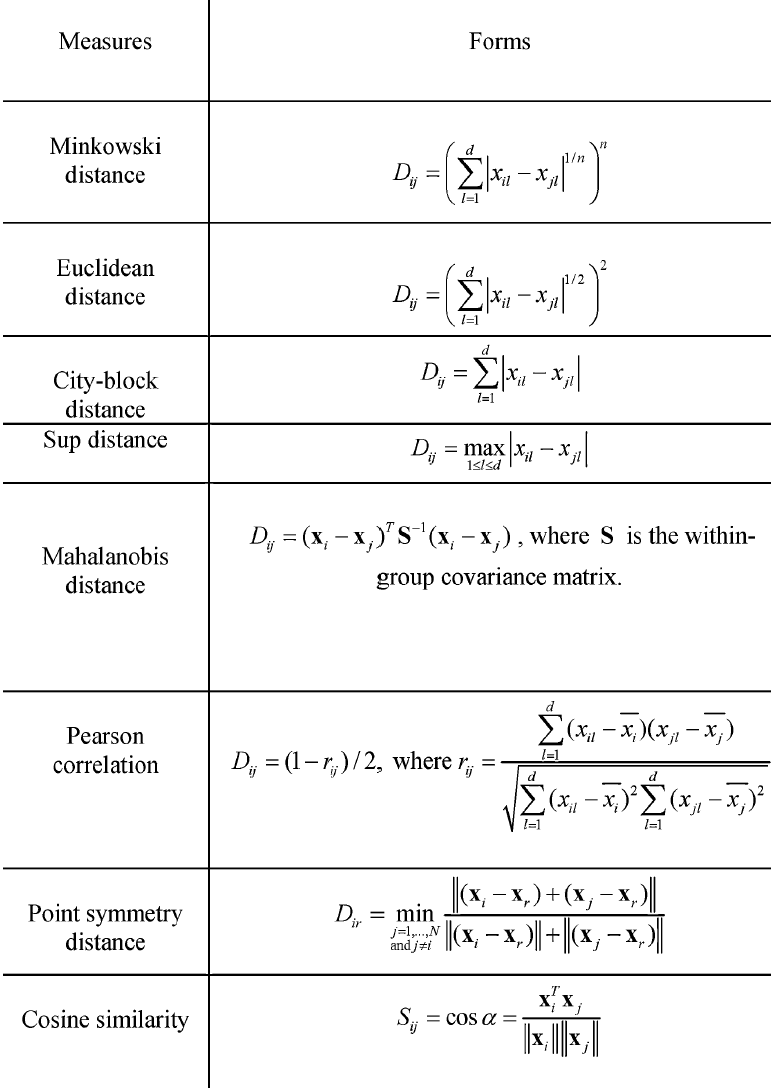 Measures Forms
Minkowski
distance
D_{ij} = \left( \sum_{l=1}^{d} \left| x_{il} - x_{jl} \right|^{1/n} \right)^{n}
Euclidean
distance
D_{ij} = \left( \sum_{l=1}^{d} \left| x_{il} - x_{jl} \right|^{1/2} \right)^{2}
City-block
distance
D_{ij} = \sum_{l=1}^{d} \left| x_{il} - x_{jl} \right|
Sup distance
D_{ij} = \max_{1 \le l \le d} \left| x_{il} - x_{jl} \right|
Mahalanobis
distance
D_{ij} = (\mathbf{x}_i - \mathbf{x}_j)^T \mathbf{S}^{-1} (\mathbf{x}_i - \mathbf{x}_j) , where \mathbf{S} is the within-
group covariance matrix.
Pearson
correlation
D_{ij} = (1 - r_{ij}) / 2, where r_{ij} = \frac{\sum_{l=1}^{d} (x_{il} - \overline{x_i})(x_{jl} - \overline{x_j})}{\sqrt{\sum_{l=1}^{d} (x_{il} - \overline{x_i})^2 \sum_{l=1}^{d} (x_{jl} - \overline{x_j})^2}}
Point symmetry
distance
D_{ir} = \min_{\substack{j=1,...,N \\ \text{and} j \ne i}} \frac{\left\| (\mathbf{x}_i - \mathbf{x}_r) + (\mathbf{x}_j - \mathbf{x}_r) \right\|}{\left\| (\mathbf{x}_i - \mathbf{x}_r) \right\| + \left\| (\mathbf{x}_j - \mathbf{x}_r) \right\|}
Cosine similarity
S_{ij} = \cos \alpha = \frac{\mathbf{x}_i^T \mathbf{x}_j}{\left\| \mathbf{x}_i \right\| \left\| \mathbf{x}_j \right\|}